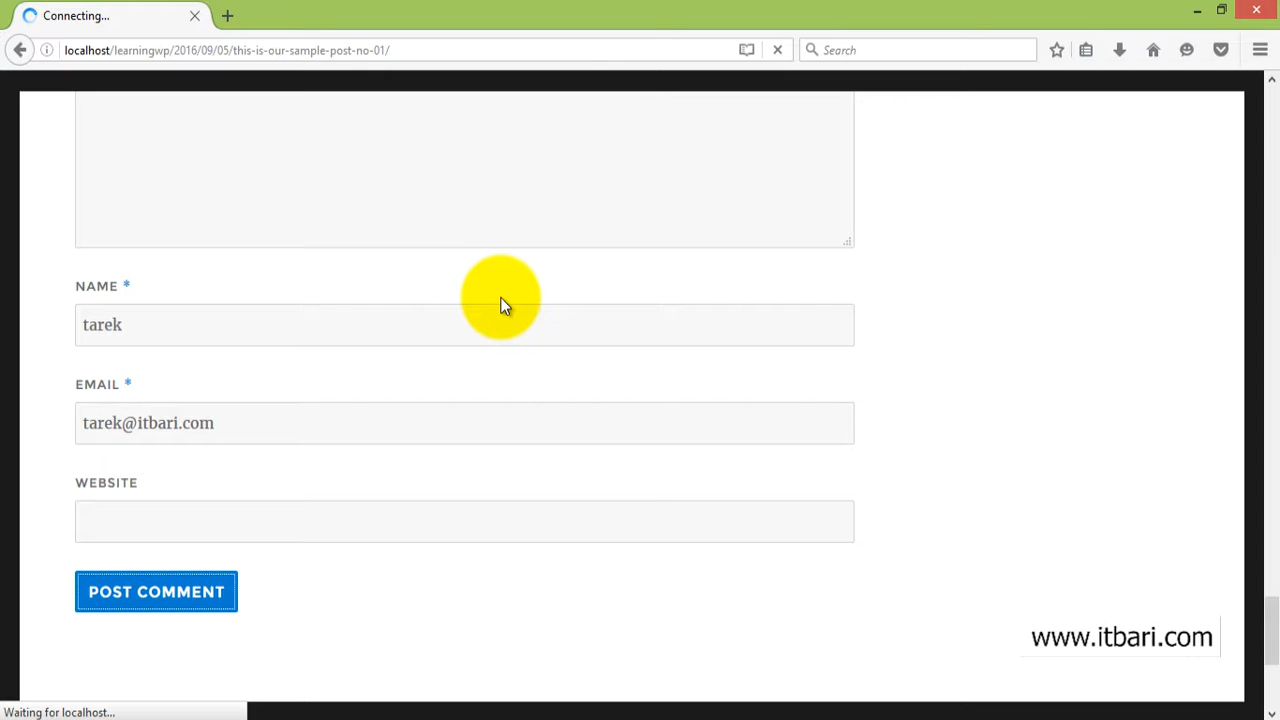 Connecting...
localhost/learningwp/2016/09/05/this-is-our-sample-post-no-01/
Search
NAME *
tarek
EMAIL *
tarek@itbari.com
WEBSITE
POST COMMENT
www.itbari.com
Waiting for localhost...